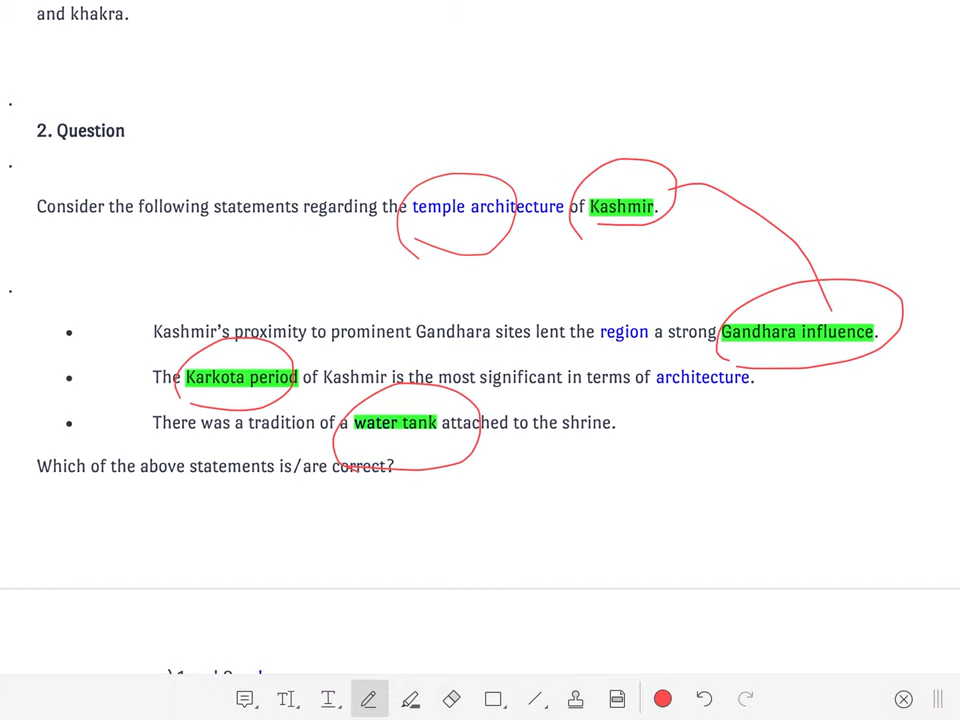 and khakra.
2. Question
Consider the following statements regarding the temple architecture of Kashmir.
• Kashmir's proximity to prominent Gandhara sites lent the region a strong Gandhara influence.
• The Karkota period of Kashmir is the most significant in terms of architecture.
• There was a tradition of a water tank attached to the shrine.
Which of the above statements is/are correct?